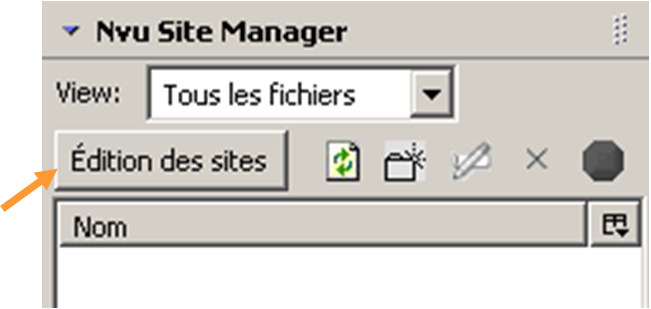 Nvu Site Manager
View: Tous les fichiers
Édition des sites
Nom